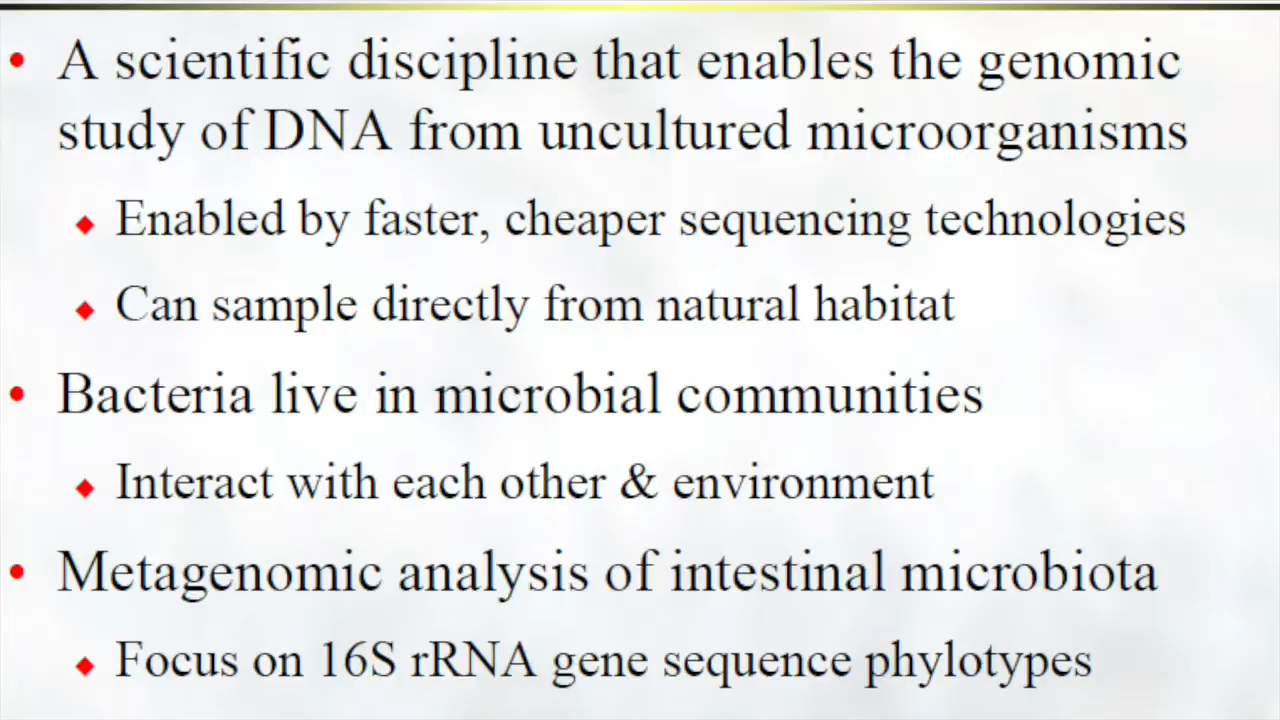 • A scientific discipline that enables the genomic
study of DNA from uncultured microorganisms
◆ Enabled by faster, cheaper sequencing technologies
◆ Can sample directly from natural habitat
• Bacteria live in microbial communities
◆ Interact with each other & environment
• Metagenomic analysis of intestinal microbiota
◆ Focus on 16S rRNA gene sequence phylotypes